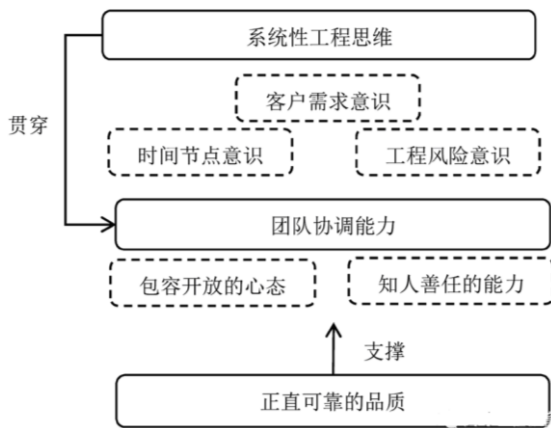 系统性工程思维
客户需求意识
贯穿
时间节点意识
工程风险意识
团队协调能力
包容开放的心态
知人善任的能力
支撑
正直可靠的品质